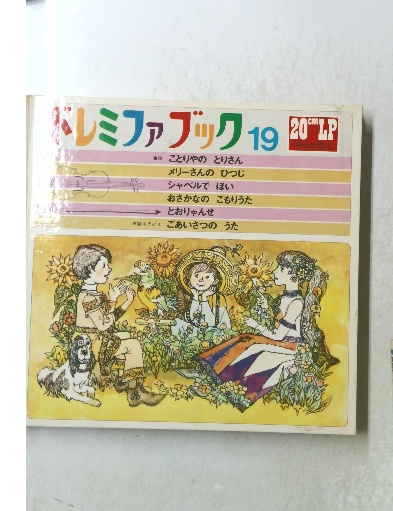 ドレミファブック 19
20cm LP
ことりやの とりさん
メリーさんの ひつじ
シャベルで ほい
おさかなの こもりうた
とおりゃんせ
ごあいさつの うた